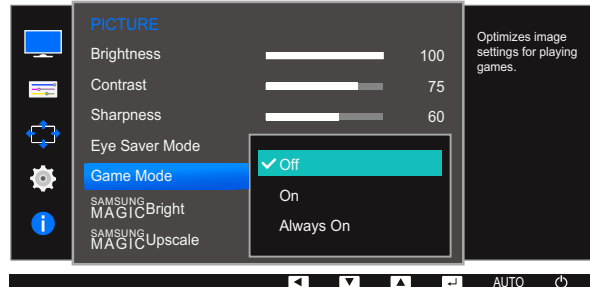 PICTURE
Brightness 100
Contrast 75
Sharpness 60
Eye Saver Mode
Game Mode
SAMSUNG
MAGICBright
SAMSUNG
MAGICUpscale
Off
On
Always On
Optimizes image
settings for playing
games.
AUTO